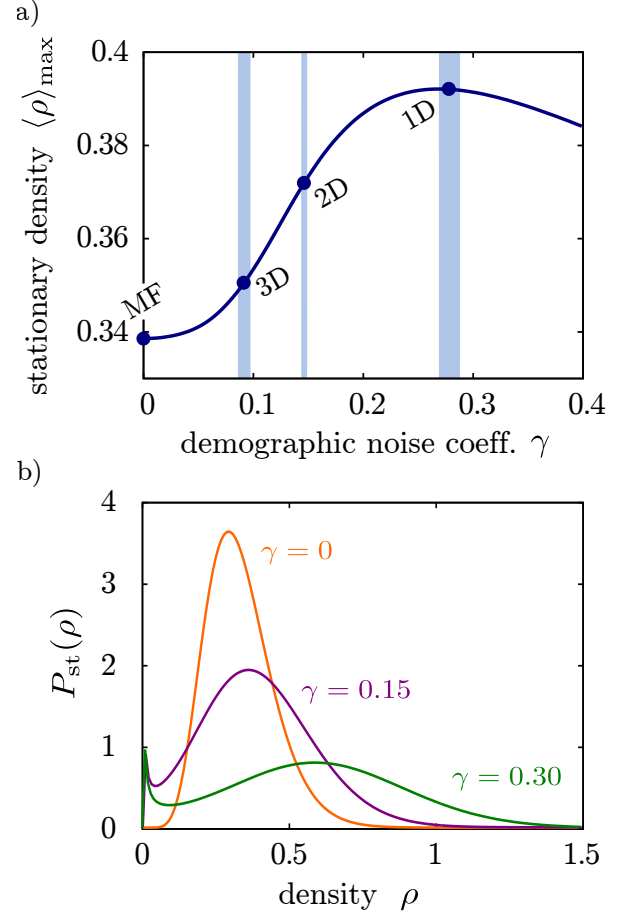 a)
stationary density ⟨ρ⟩max
0.4
0.38
0.36
0.34
MF
3D
2D
1D
0 0.1 0.2 0.3 0.4
demographic noise coeff. γ
b)
Pst(ρ)
4
3
2
1
0
γ = 0
γ = 0.15
γ = 0.30
0 0.5 1 1.5
density ρ